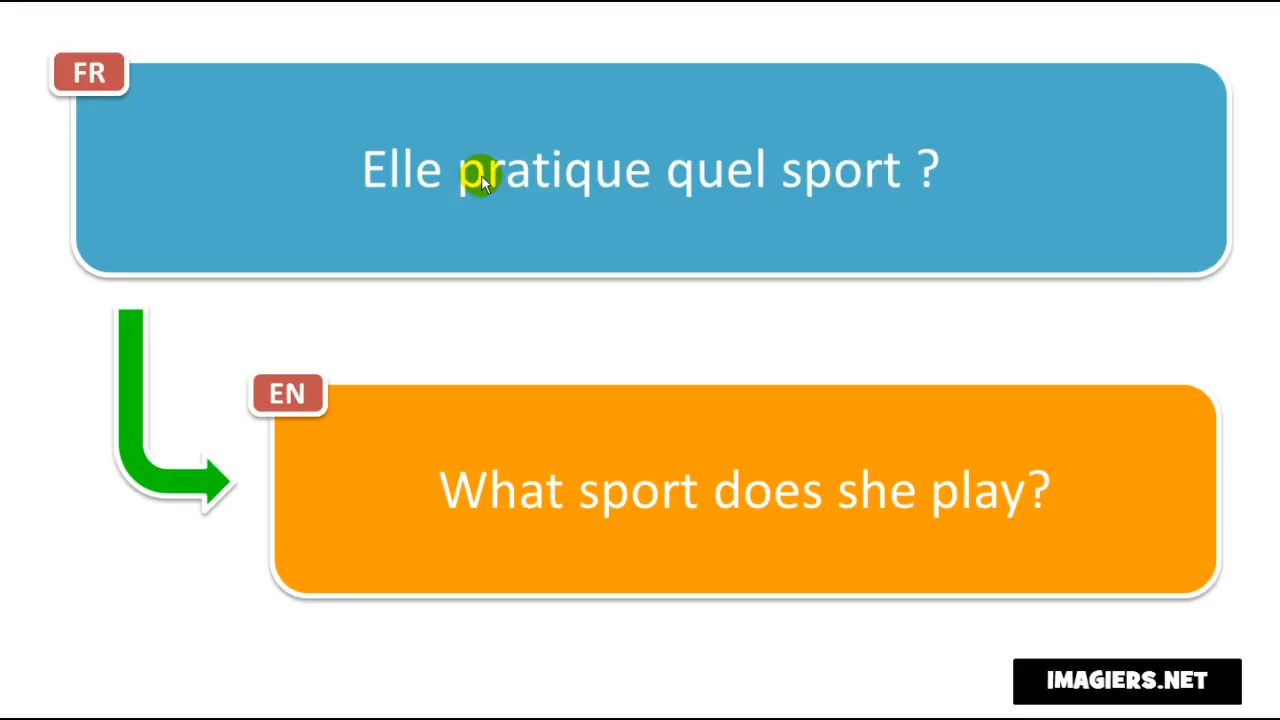 FR
Elle pratique quel sport ?
EN
What sport does she play?
IMAGIERS.NET